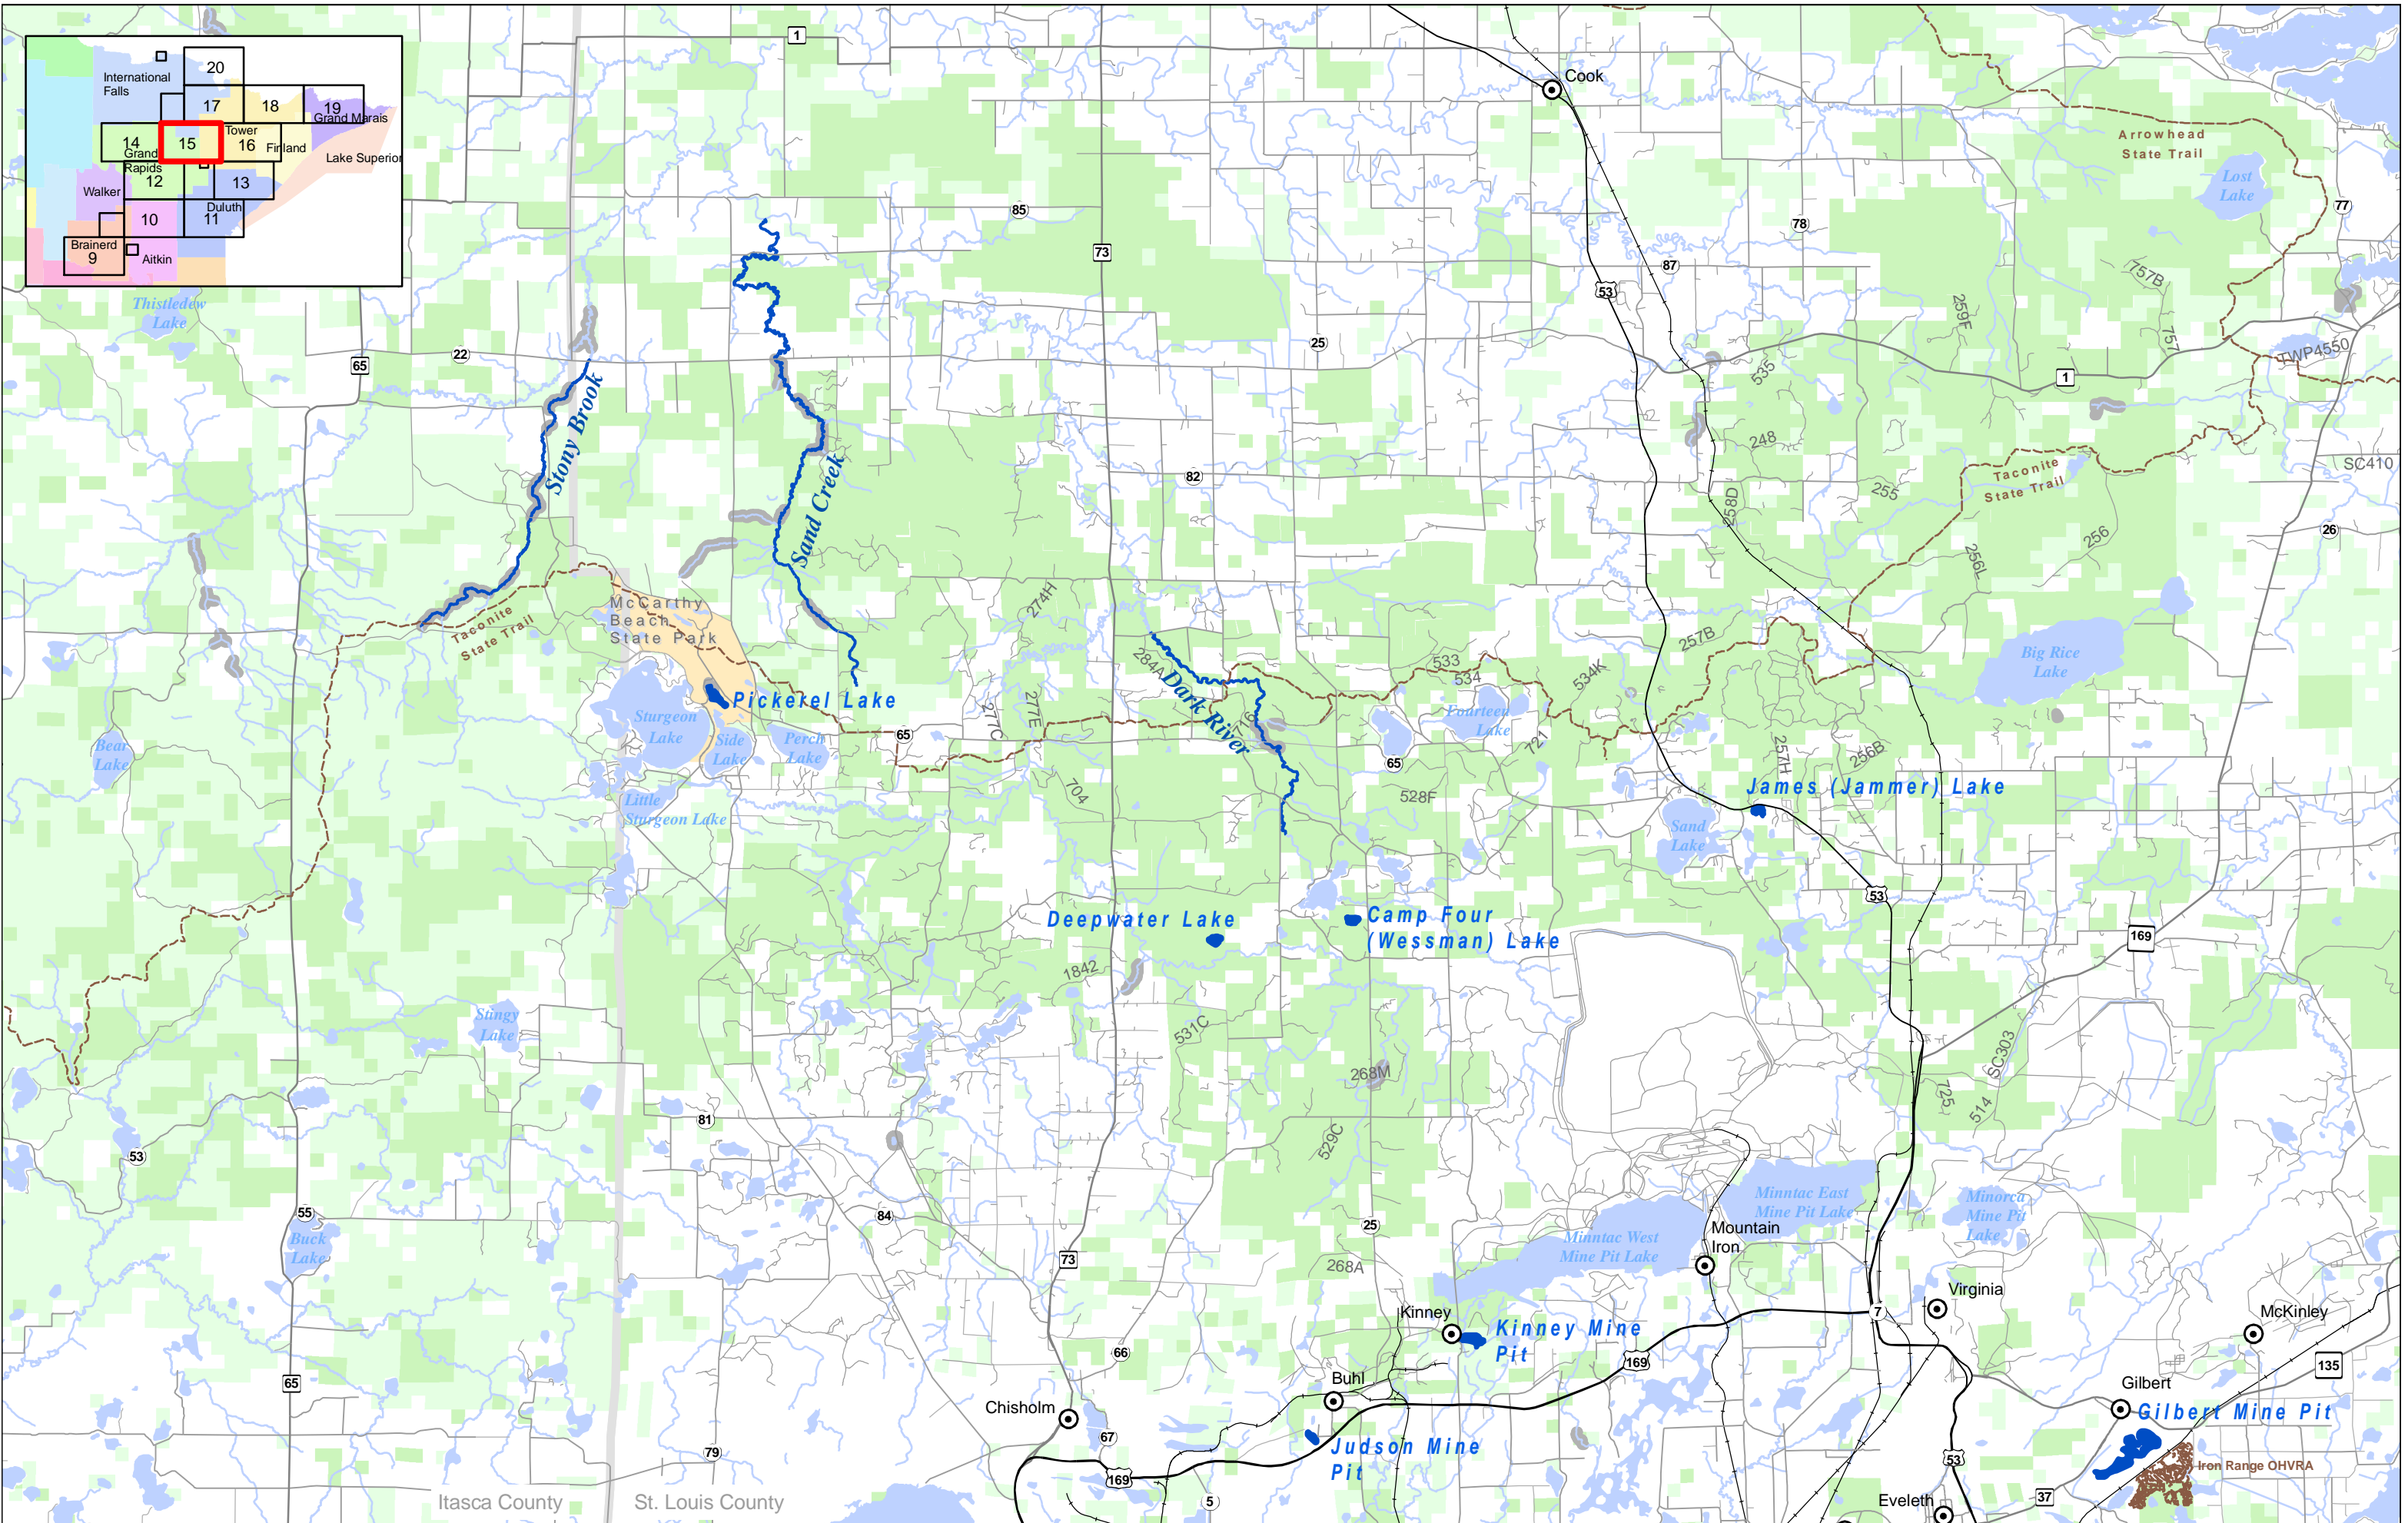 1
Cook
20
International
Falls
17
18
19
Grand Marais
14
15
Tower
16
Finland
Grand
Rapids
Lake Superior
12
13
Walker
10
Duluth
11
Brainerd
9
Aitkin
Arrowhead
State Trail
Lost
Lake
77
85
78
73
87
53
757B
259F
757
Thistledew
Lake
22
65
25
535
1
TWP4550
Stony Brook
248
82
Sand Creek
Taconite
State Trail
SC410
255
258D
26
256
256L
274H
McCarthy
Beach
State Park
Taconite
State Trail
257B
Big Rice
Lake
284A
533
534
534K
Dark River
Pickerel Lake
277C
277E
Sturgeon
Lake
Side
Lake
Perch
Lake
65
Fourteen
Lake
721
Bear
Lake
65
257H
256B
James (Jammer) Lake
704
528F
Little
Sturgeon Lake
Sand
Lake
53
Deepwater Lake
Camp Four
(Wessman) Lake
169
1842
Stingy
Lake
531C
SC303
268M
725
514
81
53
529C
55
84
25
Buck
Lake
Minntac East
Mine Pit Lake
Minorca
Mine Pit
Lake
Mountain
Iron
Minntac West
Mine Pit Lake
73
268A
Virginia
7
Kinney
Kinney Mine
Pit
McKinley
66
169
135
65
Buhl
Gilbert
Chisholm
Gilbert Mine Pit
67
79
Judson Mine
Pit
53
Iron Range OHVRA
169
Itasca County
St. Louis County
5
37
Eveleth